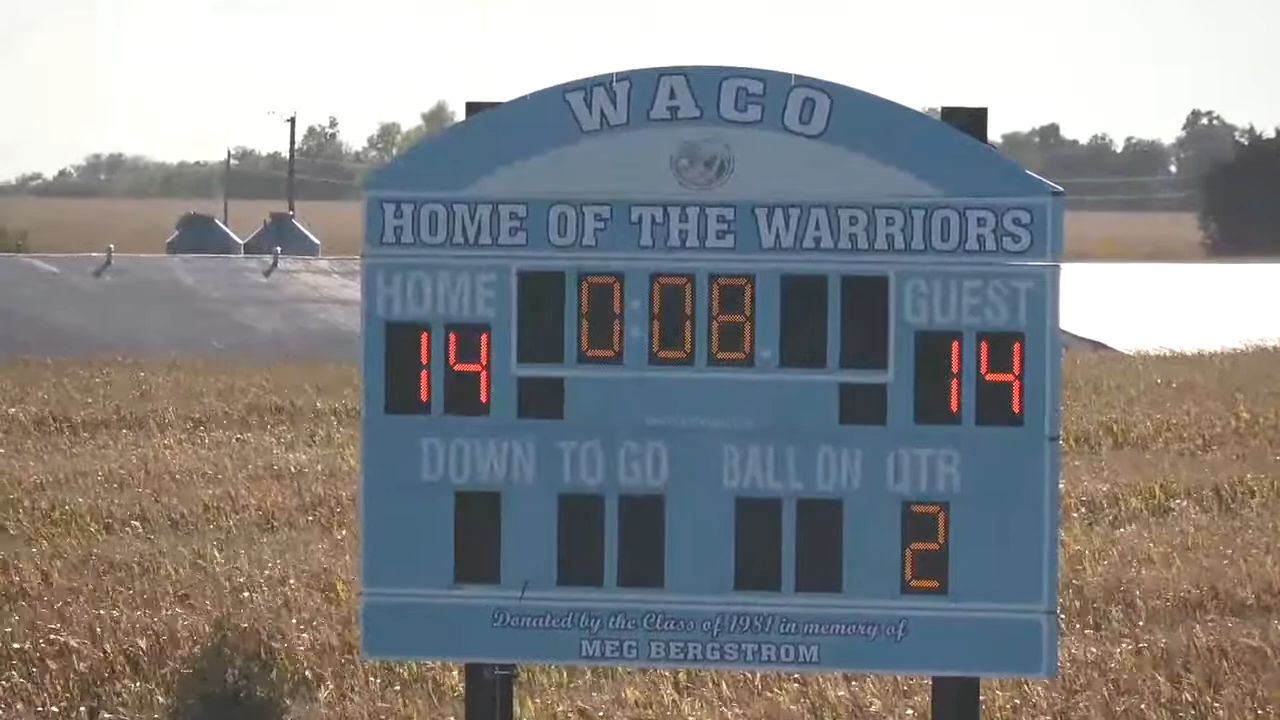 WACO
HOME OF THE WARRIORS
HOME 0:08 GUEST
14 14
DOWN TO GO BALL ON QTR
2
Donated by the Class of 1981 in memory of
MEG BERGSTROM